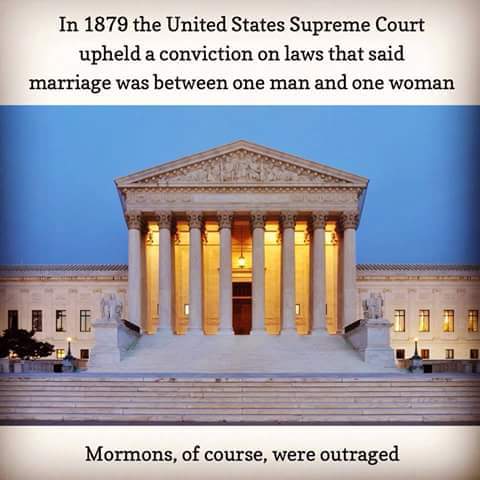 In 1879 the United States Supreme Court
upheld a conviction on laws that said
marriage was between one man and one woman
Mormons, of course, were outraged